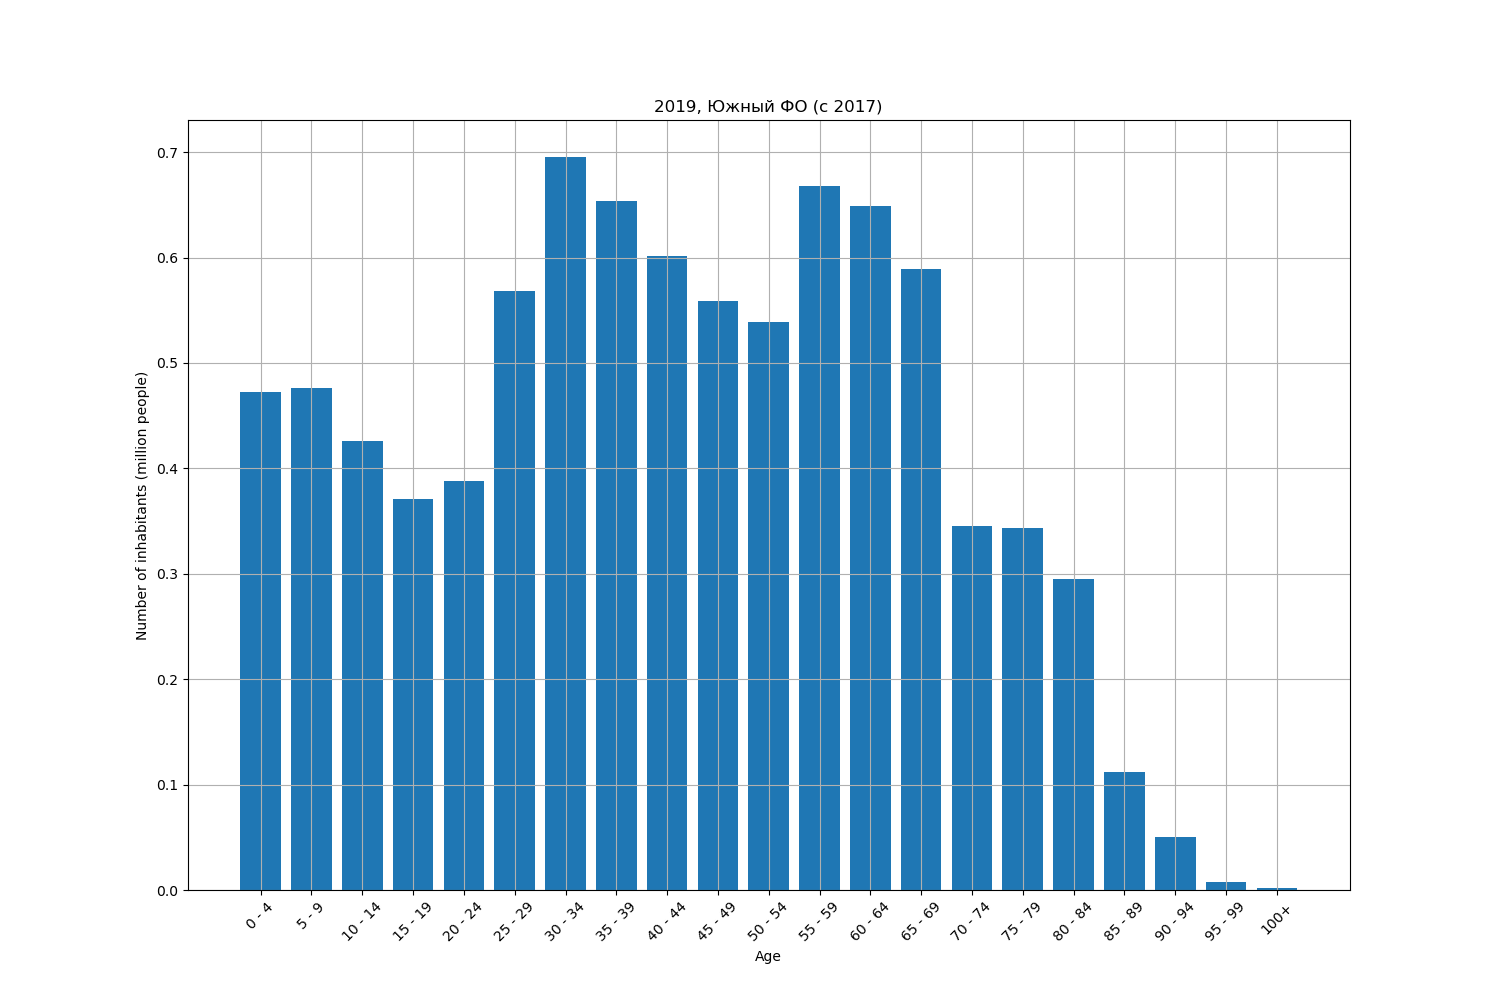 2019, Южный ФО (с 2017)
Number of inhabitants (million people)
0.7
0.6
0.5
0.4
0.3
0.2
0.1
0.0
0 - 4
5 - 9
10 - 14
15 - 19
20 - 24
25 - 29
30 - 34
35 - 39
40 - 44
45 - 49
50 - 54
55 - 59
60 - 64
65 - 69
70 - 74
75 - 79
80 - 84
85 - 89
90 - 94
95 - 99
100+
Age